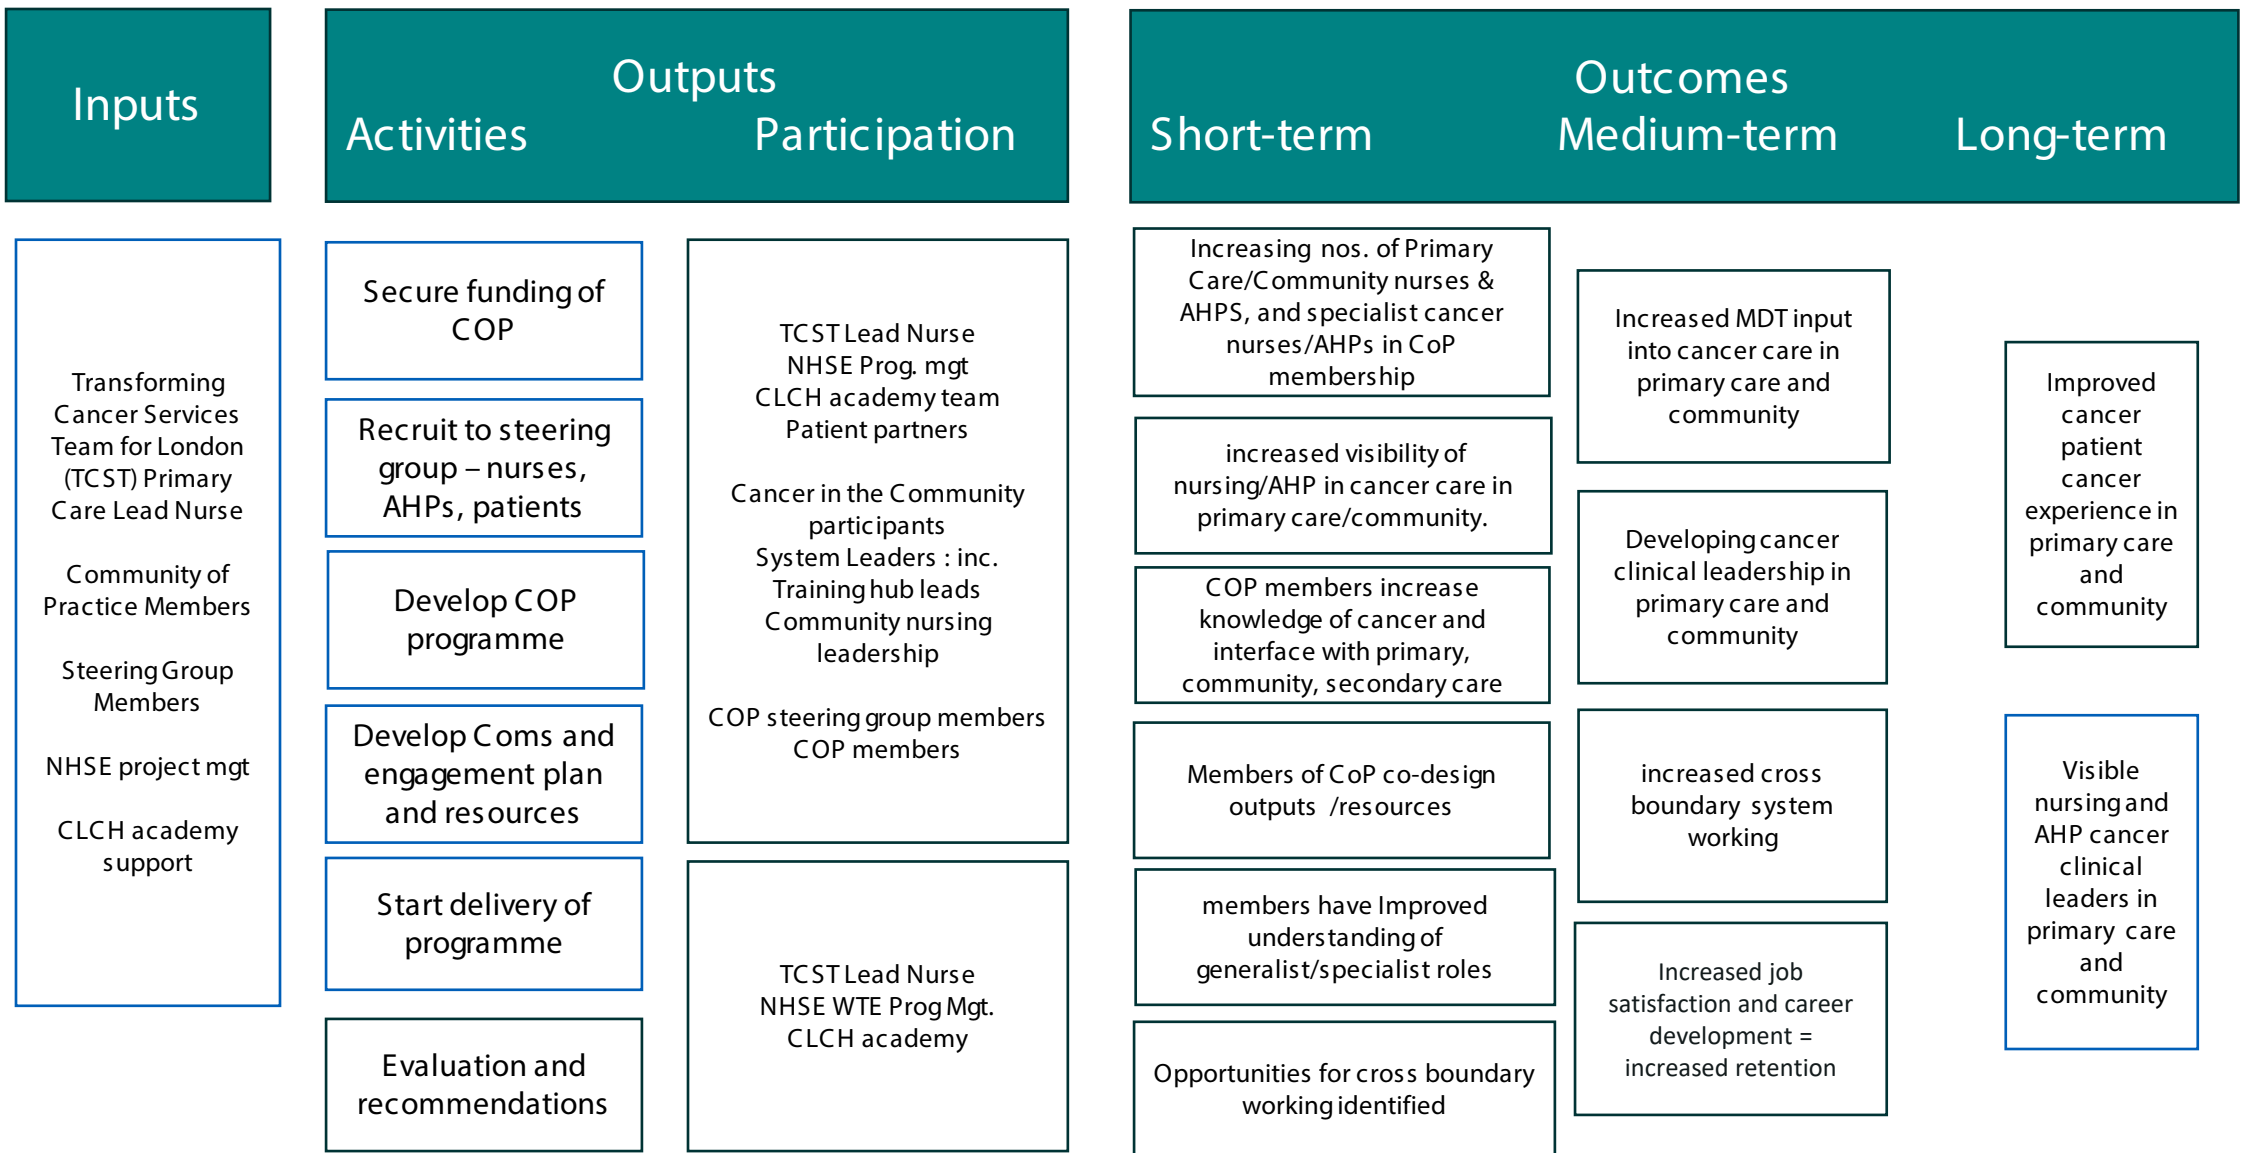 Inputs
Outputs
Activities
Participation
Outcomes
Short-term
Medium-term
Long-term
Transforming
Cancer Services
Team for London
(TCST) Primary
Care Lead Nurse
Community of
Practice Members
Steering Group
Members
NHSE project mgt
CLCH academy
support
Secure funding of
COP
Recruit to steering
group – nurses,
AHPs, patients
Develop COP
programme
Develop Coms and
engagement plan
and resources
Start delivery of
programme
Evaluation and
recommendations
TCST Lead Nurse
NHSE Prog. mgt
CLCH academy team
Patient partners
Cancer in the Community
participants
System Leaders : inc.
Training hub leads
Community nursing
leadership
COP steering group members
COP members
TCST Lead Nurse
NHSE WTE Prog Mgt.
CLCH academy
Increasing nos. of Primary
Care/Community nurses &
AHPS, and specialist cancer
nurses/AHPs in CoP
membership
increased visibility of
nursing/AHP in cancer care in
primary care/community.
COP members increase
knowledge of cancer and
interface with primary,
community, secondary care
Members of CoP co-design
outputs /resources
members have Improved
understanding of
generalist/specialist roles
Opportunities for cross boundary
working identified
Increased MDT input
into cancer care in
primary care and
community
Developing cancer
clinical leadership in
primary care and
community
increased cross
boundary system
working
Increased job
satisfaction and career
development =
increased retention
Improved
cancer
patient
cancer
experience in
primary care
and
community
Visible
nursing and
AHP cancer
clinical
leaders in
primary care
and
community